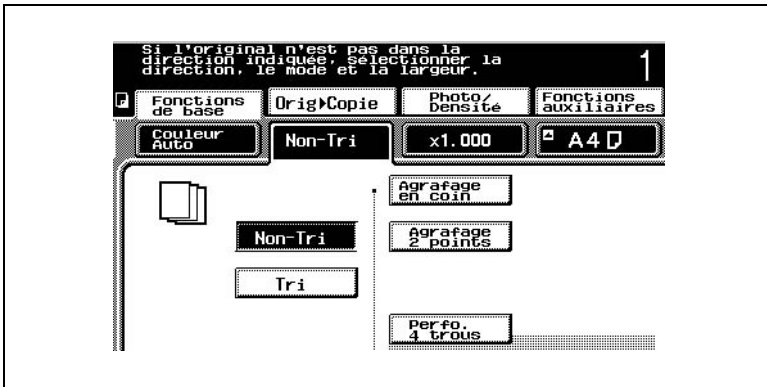 Si l'original n'est pas dans la
direction indiquée, sélectionner la
direction, le mode et la largeur.
1
Fonctions
de base
Orig▸Copie
Photo/
Densité
Fonctions
auxiliaires
Couleur
Auto
Non-Tri
x1.000
A4
Agrafage
en coin
Non-Tri
Agrafage
2 points
Tri
Perfo.
4 trous